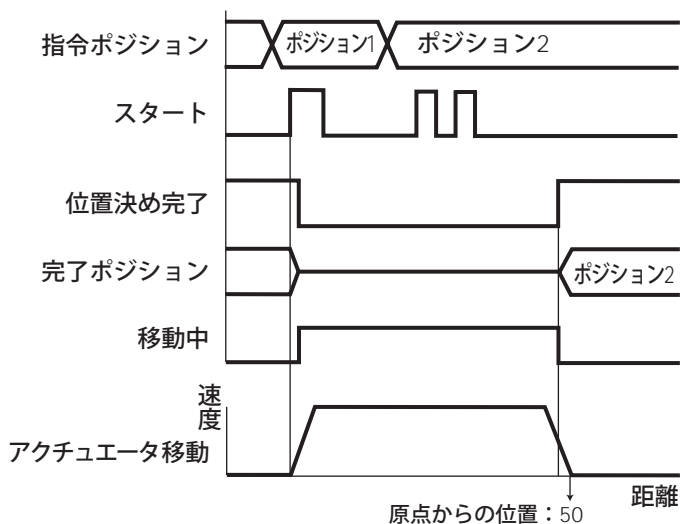 指令ポジション
ポジション1
ポジション2
スタート
位置決め完了
完了ポジション
ポジション2
移動中
速度
アクチュエータ移動
距離
原点からの位置：50